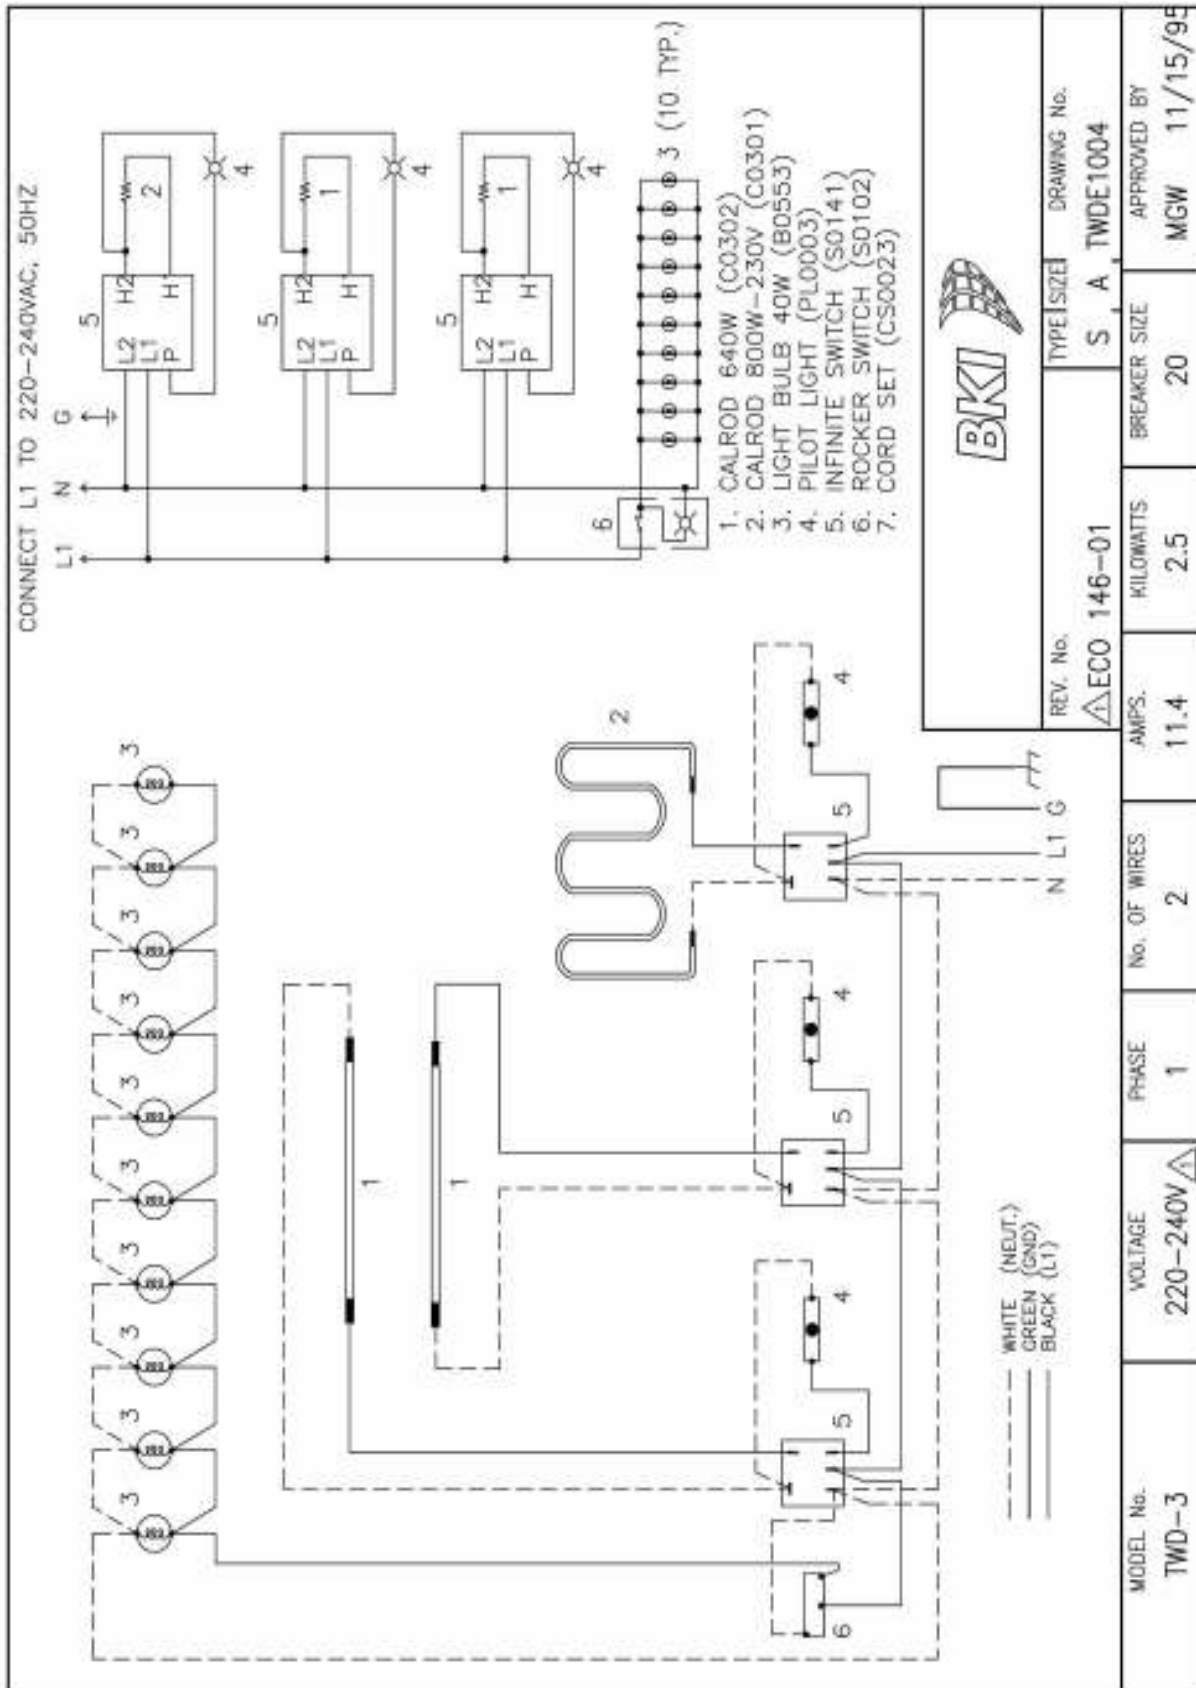 CONNECT L1 TO 220-240VAC, 50HZ
L1 N G
5
L2 H2
L1
P H
2
4
5
L2 H2
L1
P H
1
4
5
L2 H2
L1
P H
1
4
6
3 (10 TYP.)
1. CALROD 640W (C0302)
2. CALROD 800W-230V (C0301)
3. LIGHT BULB 40W (B0553)
4. PILOT LIGHT (PL0003)
5. INFINITE SWITCH (S0141)
6. ROCKER SWITCH (S0102)
7. CORD SET (CS0023)
3 3 3 3 3 3 3 3 3 3
1
1
2
4 4 4
5 5 5
6
N L1 G
WHITE (NEUT.)
GREEN (GND)
BLACK (L1)
BKI
REV. No.
TYPE SIZE DRAWING No.
1 ECO 146-01
S A TWDE1004
MODEL No. VOLTAGE PHASE No. OF WIRES AMPS. KILOWATTS BREAKER SIZE APPROVED BY
TWD-3 220-240V 1 1 2 11.4 2.5 20 MGW 11/15/95